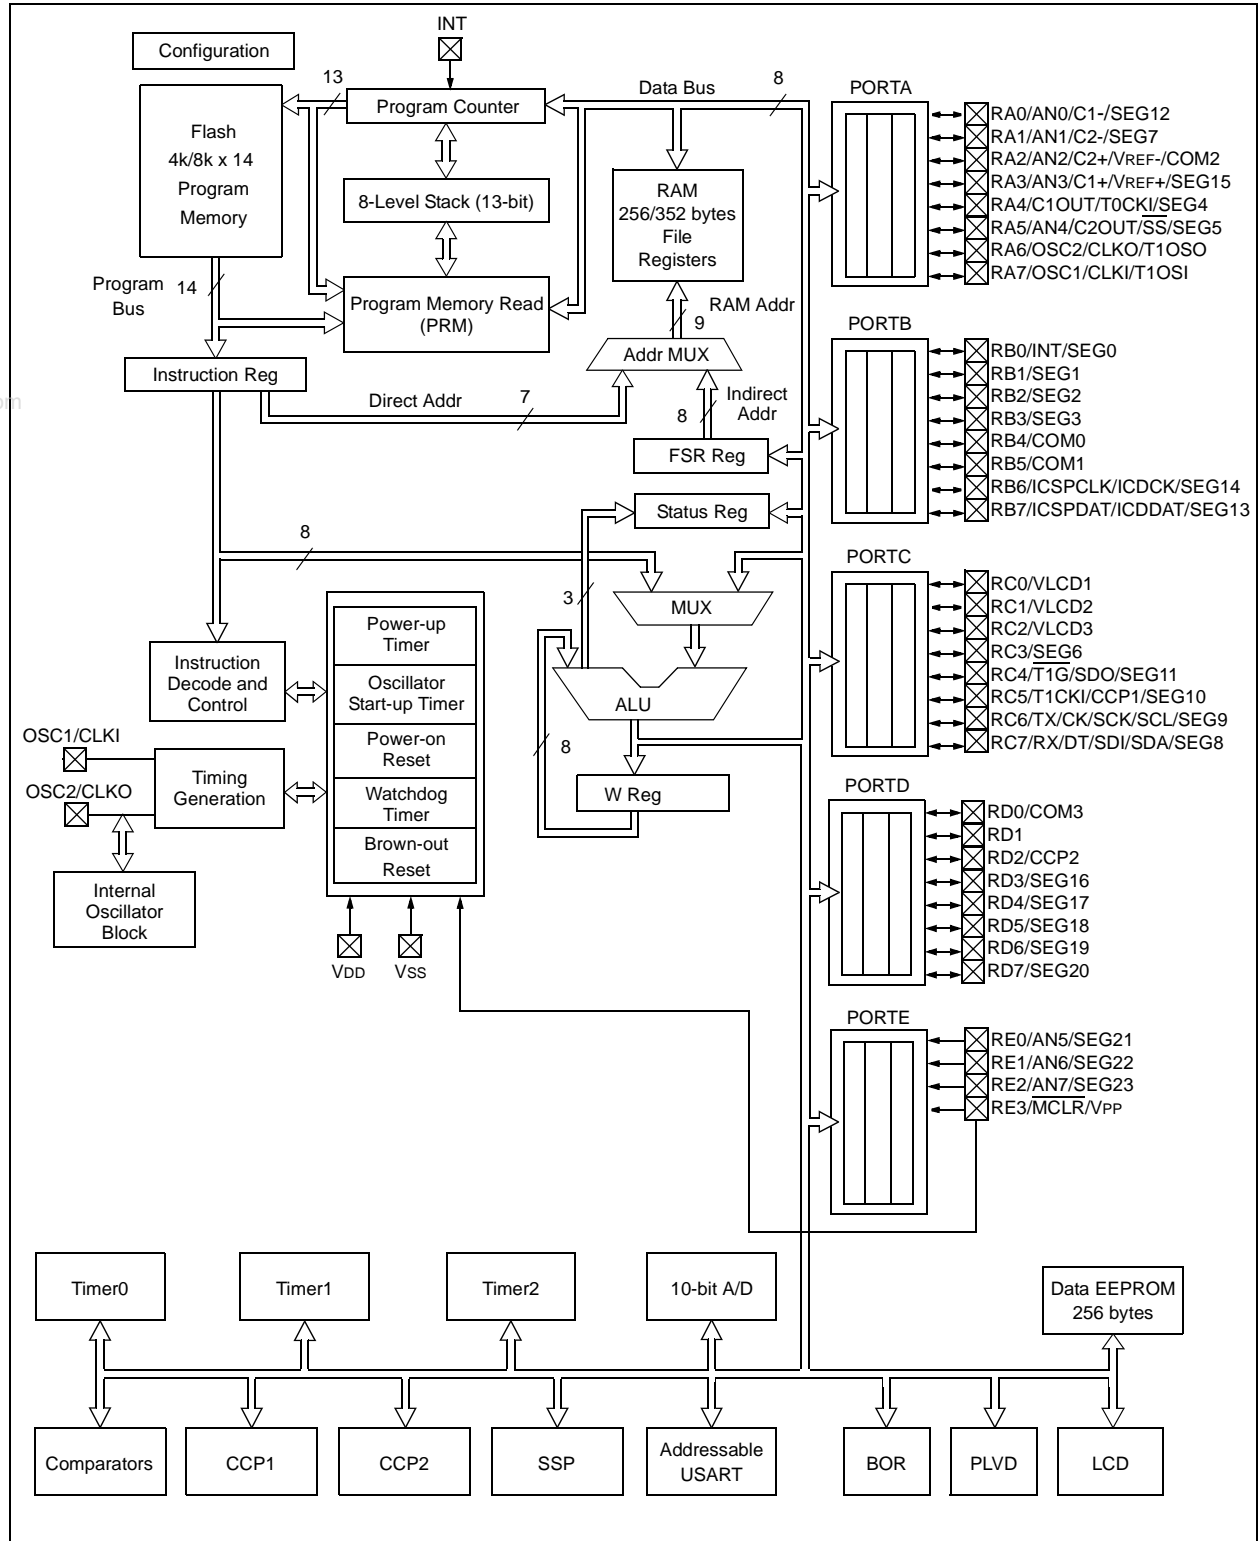 INT
Configuration
13
Program Counter
Data Bus
8
Flash
4k/8k x 14
Program
Memory
8-Level Stack (13-bit)
RAM
256/352 bytes
File
Registers
Program
Bus
14
Program Memory Read
(PRM)
RAM Addr
9
Addr MUX
Instruction Reg
Direct Addr
7
Indirect
Addr
8
FSR Reg
om
Status Reg
8
3
MUX
Power-up
Timer
Oscillator
Start-up Timer
Power-on
Reset
Watchdog
Timer
Brown-out
Reset
Instruction
Decode and
Control
ALU
8
W Reg
OSC1/CLKI
OSC2/CLKO
Timing
Generation
Internal
Oscillator
Block
VDD
VSS
PORTA
RA0/AN0/C1-/SEG12
RA1/AN1/C2-/SEG7
RA2/AN2/C2+/VREF-/COM2
RA3/AN3/C1+/VREF+/SEG15
RA4/C1OUT/T0CKI/SEG4
RA5/AN4/C2OUT/SS/SEG5
RA6/OSC2/CLKO/T1OSO
RA7/OSC1/CLKI/T1OSI
PORTB
RB0/INT/SEG0
RB1/SEG1
RB2/SEG2
RB3/SEG3
RB4/COM0
RB5/COM1
RB6/ICSPCLK/ICDCK/SEG14
RB7/ICSPDAT/ICDDAT/SEG13
PORTC
RC0/VLCD1
RC1/VLCD2
RC2/VLCD3
RC3/SEG6
RC4/T1G/SDO/SEG11
RC5/T1CKI/CCP1/SEG10
RC6/TX/CK/SCK/SCL/SEG9
RC7/RX/DT/SDI/SDA/SEG8
PORTD
RD0/COM3
RD1
RD2/CCP2
RD3/SEG16
RD4/SEG17
RD5/SEG18
RD6/SEG19
RD7/SEG20
PORTE
RE0/AN5/SEG21
RE1/AN6/SEG22
RE2/AN7/SEG23
RE3/MCLR/VPP
Timer0
Timer1
Timer2
10-bit A/D
Data EEPROM
256 bytes
Comparators
CCP1
CCP2
SSP
Addressable
USART
BOR
PLVD
LCD